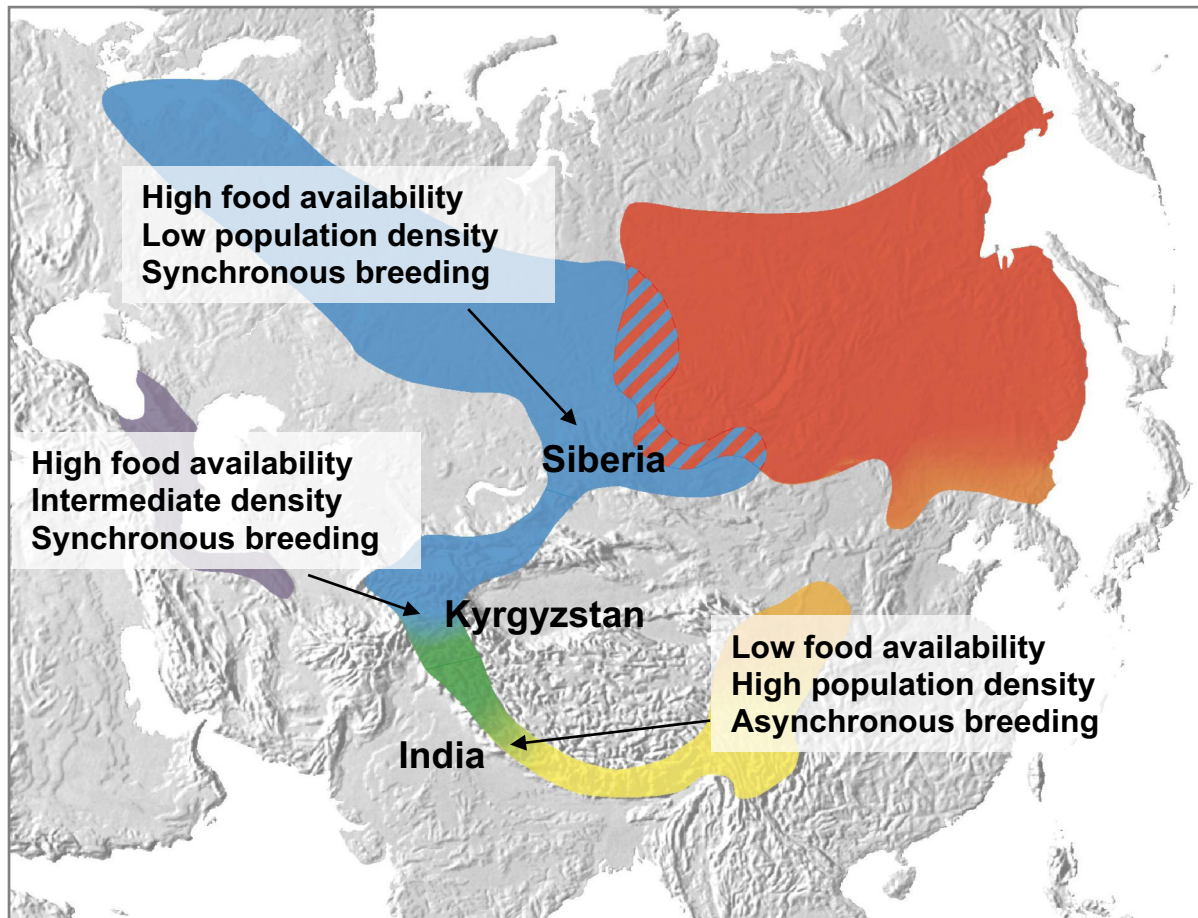 High food availability
Low population density
Synchronous breeding
Siberia
High food availability
Intermediate density
Synchronous breeding
Kyrgyzstan
Low food availability
High population density
Asynchronous breeding
India